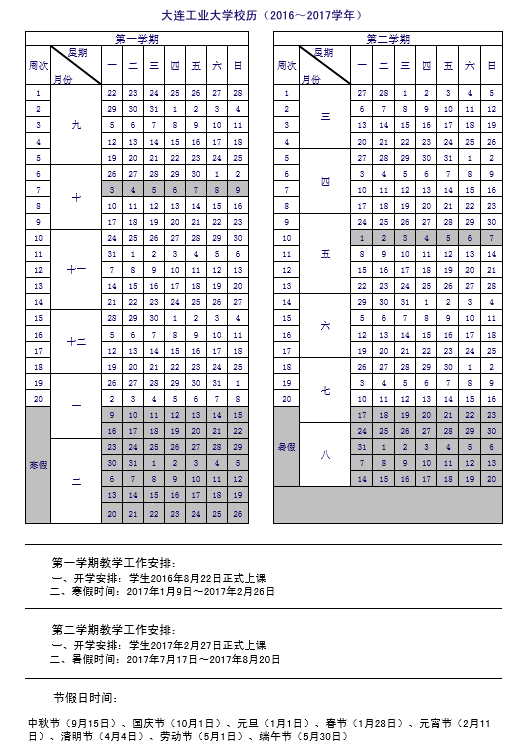 大连工业大学校历（2016～2017学年）
第一学期
周次 星期 月份 一 二 三 四 五 六 日
1 九 22 23 24 25 26 27 28
2 29 30 31 1 2 3 4
3 5 6 7 8 9 10 11
4 12 13 14 15 16 17 18
5 19 20 21 22 23 24 25
6 十 26 27 28 29 30 1 2
7 3 4 5 6 7 8 9
8 10 11 12 13 14 15 16
9 17 18 19 20 21 22 23
10 十一 24 25 26 27 28 29 30
11 31 1 2 3 4 5 6
12 7 8 9 10 11 12 13
13 14 15 16 17 18 19 20
14 21 22 23 24 25 26 27
15 十二 28 29 30 1 2 3 4
16 5 6 7 8 9 10 11
17 12 13 14 15 16 17 18
18 19 20 21 22 23 24 25
19 一 26 27 28 29 30 31 1
20 2 3 4 5 6 7 8
寒假 9 10 11 12 13 14 15
16 17 18 19 20 21 22
二 23 24 25 26 27 28 29
30 31 1 2 3 4 5
6 7 8 9 10 11 12
13 14 15 16 17 18 19
20 21 22 23 24 25 26
第二学期
周次 星期 月份 一 二 三 四 五 六 日
1 三 27 28 1 2 3 4 5
2 6 7 8 9 10 11 12
3 13 14 15 16 17 18 19
4 20 21 22 23 24 25 26
5 四 27 28 29 30 31 1 2
6 3 4 5 6 7 8 9
7 10 11 12 13 14 15 16
8 17 18 19 20 21 22 23
9 五 24 25 26 27 28 29 30
10 1 2 3 4 5 6 7
11 8 9 10 11 12 13 14
12 15 16 17 18 19 20 21
13 22 23 24 25 26 27 28
14 六 29 30 31 1 2 3 4
15 5 6 7 8 9 10 11
16 12 13 14 15 16 17 18
17 19 20 21 22 23 24 25
18 七 26 27 28 29 30 1 2
19 3 4 5 6 7 8 9
20 10 11 12 13 14 15 16
暑假 17 18 19 20 21 22 23
八 24 25 26 27 28 29 30
31 1 2 3 4 5 6
7 8 9 10 11 12 13
14 15 16 17 18 19 20
第一学期教学工作安排：
一、开学安排：学生2016年8月22日正式上课
二、寒假时间：2017年1月9日～2017年2月26日
第二学期教学工作安排：
一、开学安排：学生2017年2月27日正式上课
二、暑假时间：2017年7月17日～2017年8月20日
节假日时间：
中秋节（9月15日）、国庆节（10月1日）、元旦（1月1日）、春节（1月28日）、元宵节（2月11
日）、清明节（4月4日）、劳动节（5月1日）、端午节（5月30日）